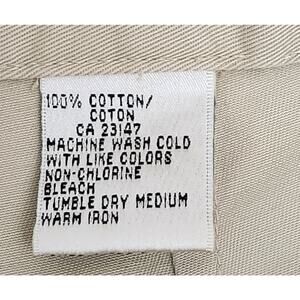 100% COTTON/
COTON
CA 23147
MACHINE WASH COLD
WITH LIKE COLORS
NON-CHLORINE
BLEACH
TUMBLE DRY MEDIUM
WARM IRON